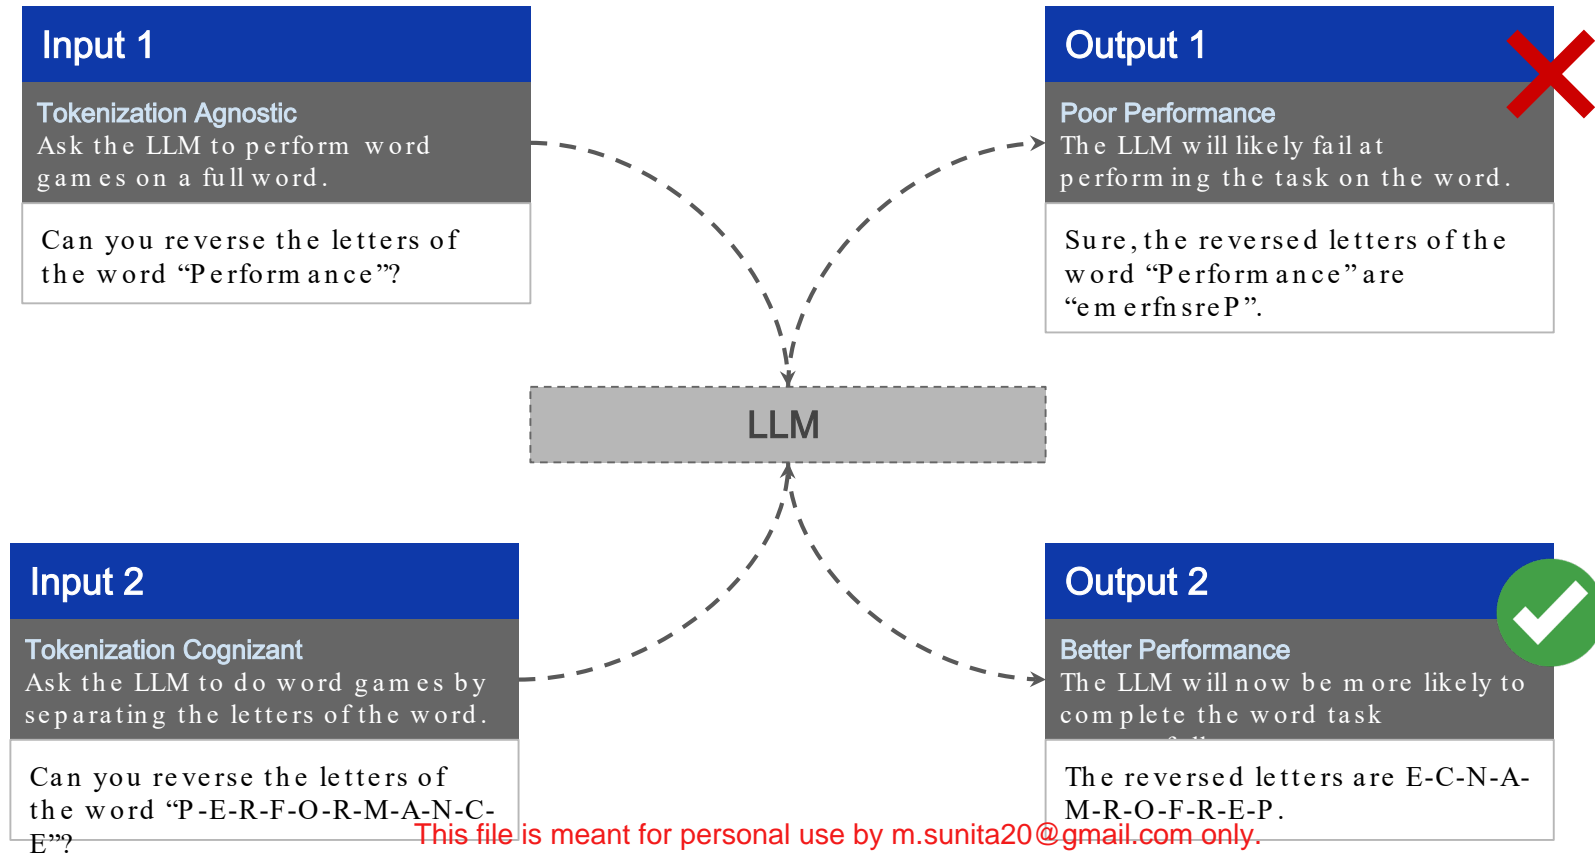 Input 1
Tokenization Agnostic
Ask the LLM to perform word
games on a full word.
Can you reverse the letters of
the word “Performance”?
Output 1
Poor Performance
The LLM will likely fail at
performing the task on the word.
Sure, the reversed letters of the
word “Performance” are
“emerfnsreP”.
LLM
Input 2
Tokenization Cognizant
Ask the LLM to do word games by
separating the letters of the word.
Can you reverse the letters of
the word “P-E-R-F-O-R-M-A-N-C-
E”?
Output 2
Better Performance
The LLM will now be more likely to
complete the word task
The reversed letters are E-C-N-A-
M-R-O-F-R-E-P.
This file is meant for personal use by m.sunita20@gmail.com only.